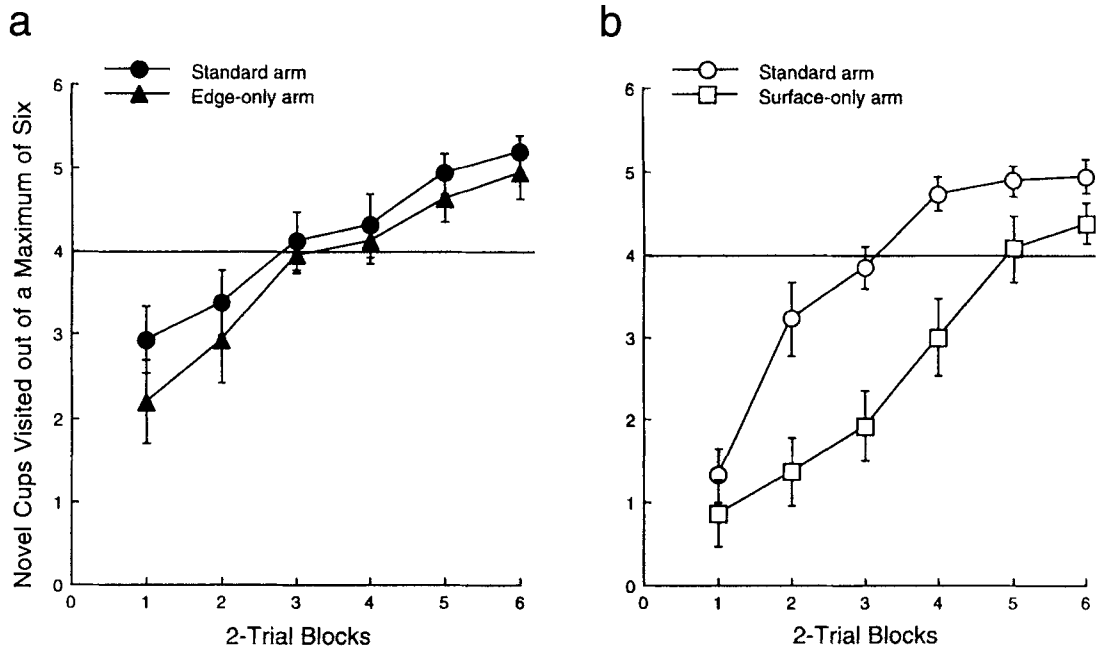 a
Standard arm
Edge-only arm
Novel Cups Visited out of a Maximum of Six
6
5
4
3
2
1
0
0 1 2 3 4 5 6
2-Trial Blocks
b
Standard arm
Surface-only arm
6
5
4
3
2
1
0
0 1 2 3 4 5 6
2-Trial Blocks